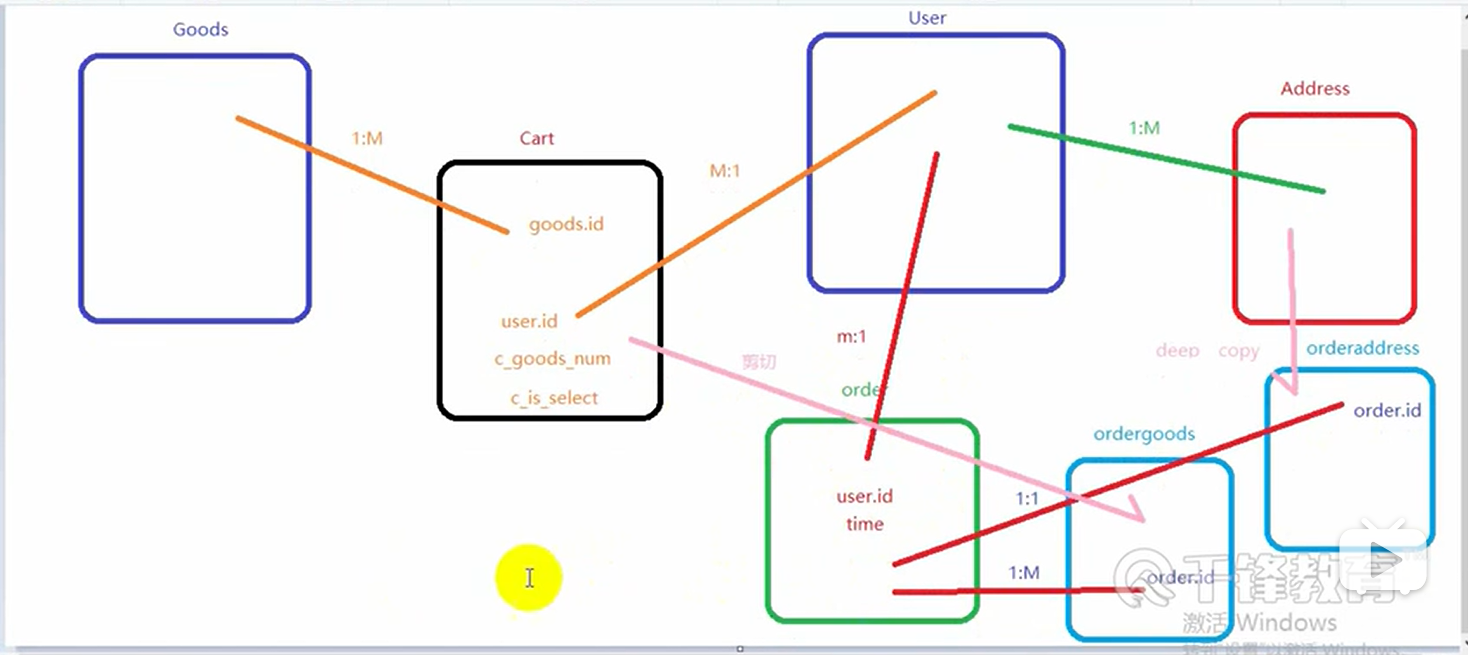 Goods
User
Address
1:M
Cart
M:1
1:M
goods.id
user.id
c_goods_num
c_is_select
剪切
m:1
order
deep copy
orderaddress
order.id
ordergoods
user.id
time
1:1
1:M
order.id
千锋教育
激活 Windows
转到"设置"以激活 Windows